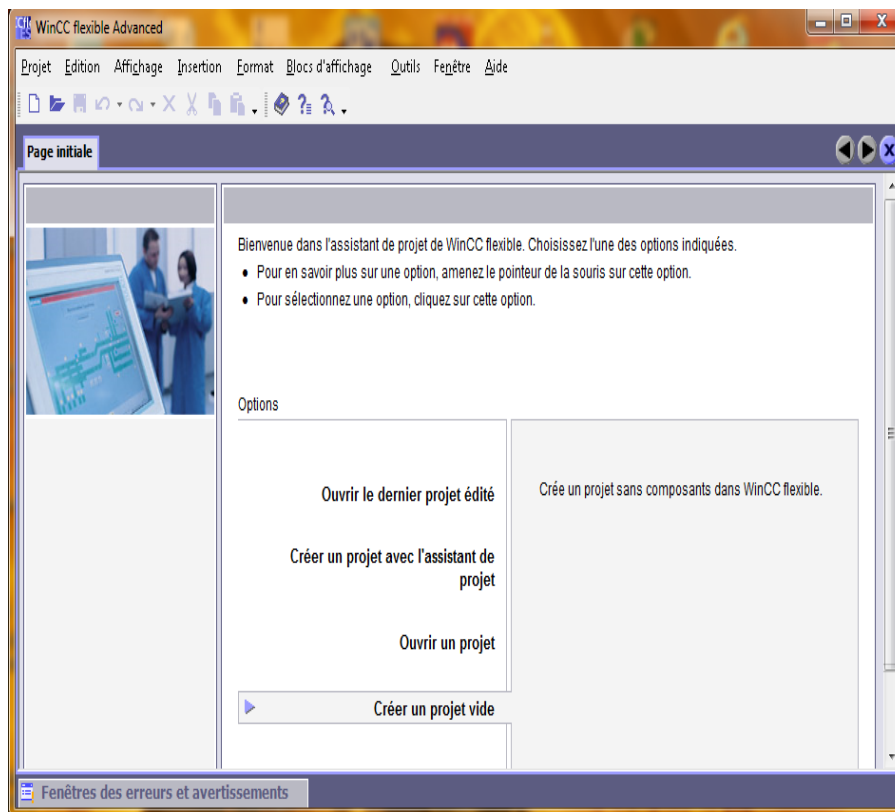 WinCC flexible Advanced
Projet Edition Affichage Insertion Format Blocs d'affichage Outils Fenêtre Aide
Page initiale
Bienvenue dans l'assistant de projet de WinCC flexible. Choisissez l'une des options indiquées.
• Pour en savoir plus sur une option, amenez le pointeur de la souris sur cette option.
• Pour sélectionnez une option, cliquez sur cette option.
Options
Ouvrir le dernier projet édité
Crée un projet sans composants dans WinCC flexible.
Créer un projet avec l'assistant de
projet
Ouvrir un projet
Créer un projet vide
Fenêtres des erreurs et avertissements